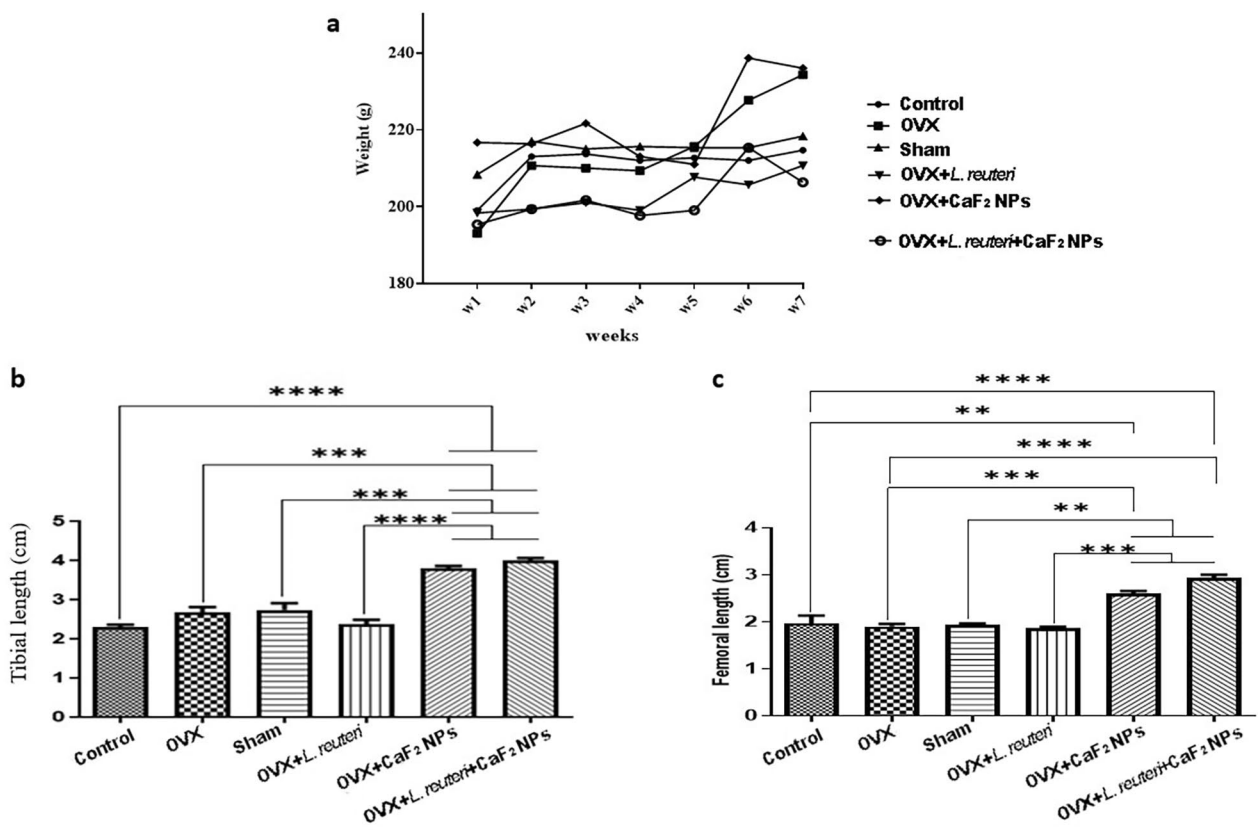 a
240
220
200
180
Weight (g)
w1 w2 w3 w4 w5 w6 w7
weeks
Control
OVX
Sham
OVX+L. reuteri
OVX+CaF₂ NPs
OVX+L. reuteri+CaF₂ NPs
b
****
***
***
****
5
4
3
2
1
0
Tibial length (cm)
Control
OVX
Sham
OVX+L. reuteri
OVX+CaF₂ NPs
OVX+L. reuteri+CaF₂ NPs
c
****
**
****
***
**
***
4
3
2
1
0
Femoral length (cm)
Control
OVX
Sham
OVX+L. reuteri
OVX+CaF₂ NPs
OVX+L. reuteri+CaF₂ NPs